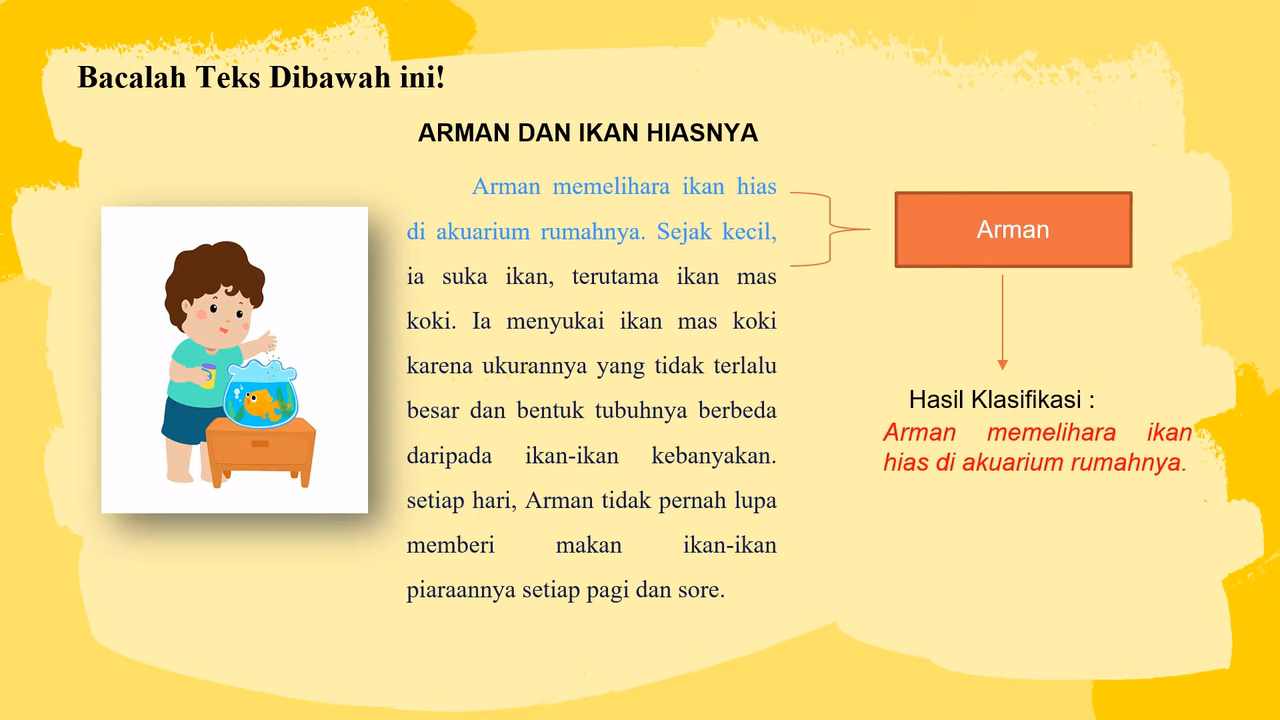 Bacalah Teks Dibawah ini!
ARMAN DAN IKAN HIASNYA
Arman memelihara ikan hias
di akuarium rumahnya. Sejak kecil,
ia suka ikan, terutama ikan mas
koki. Ia menyukai ikan mas koki
karena ukurannya yang tidak terlalu
besar dan bentuk tubuhnya berbeda
daripada ikan-ikan kebanyakan.
setiap hari, Arman tidak pernah lupa
memberi makan ikan-ikan
piaraannya setiap pagi dan sore.
Arman
Hasil Klasifikasi :
Arman memelihara ikan
hias di akuarium rumahnya.